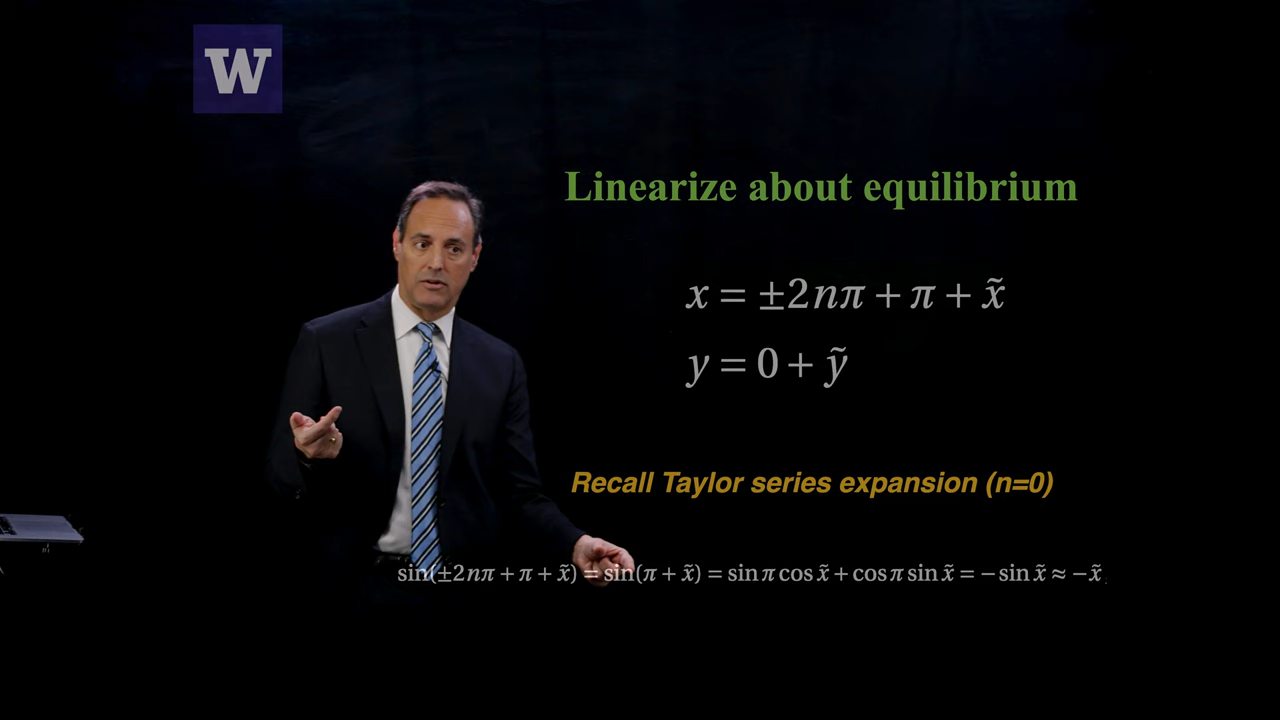 W
Linearize about equilibrium
x = ±2nπ + π + x̃
y = 0 + ỹ
Recall Taylor series expansion (n=0)
sin(±2nπ + π + x̃) = sin(π + x̃) = sin π cos x̃ + cos π sin x̃ = − sin x̃ ≈ −x̃